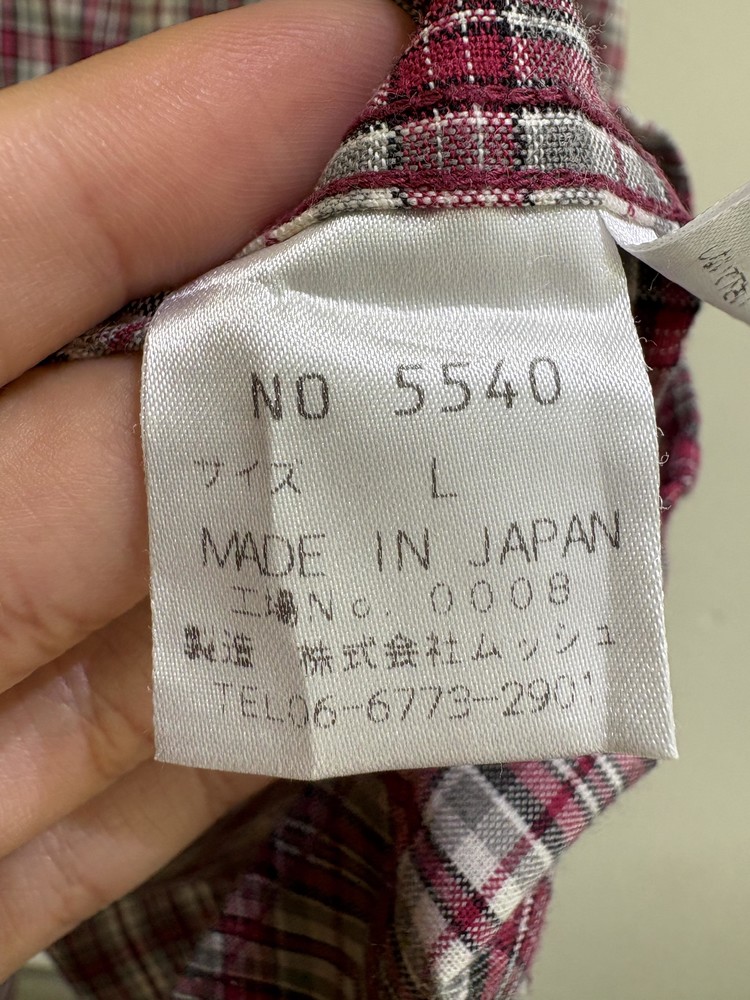 NO 5540
サイズ L
MADE IN JAPAN
工場No. 0008
製造 株式会社ムッシュ
TEL06-6773-2901